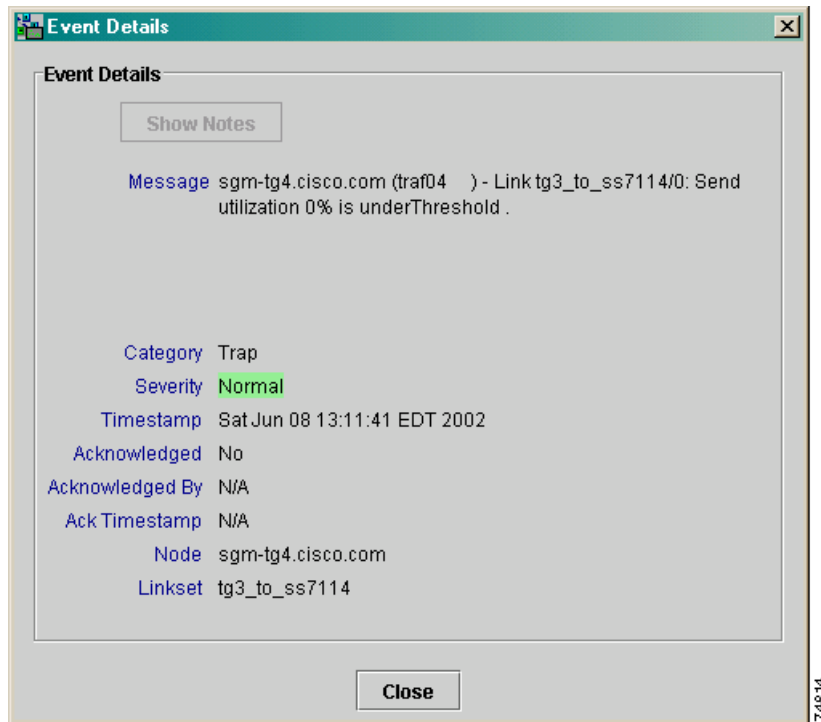 Event Details
Event Details
Show Notes
Message sgm-tg4.cisco.com (traf04 ) - Link tg3_to_ss7114/0: Send
utilization 0% is underThreshold .
Category Trap
Severity Normal
Timestamp Sat Jun 08 13:11:41 EDT 2002
Acknowledged No
Acknowledged By N/A
Ack Timestamp N/A
Node sgm-tg4.cisco.com
Linkset tg3_to_ss7114
Close
74814